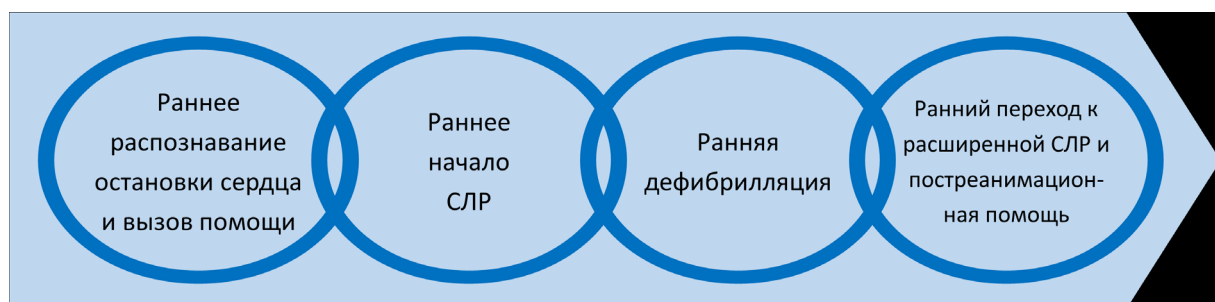 Раннее
распознавание
остановки сердца
и вызов помощи
Раннее
начало
СЛР
Ранняя
дефибрилляция
Ранний переход к
расширенной СЛР и
постреанимацион-
ная помощь